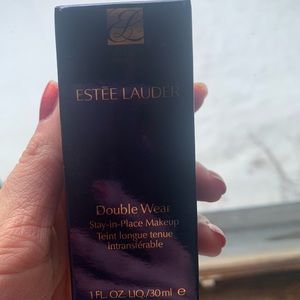 ESTĒE LAUDER
Double Wear
Stay-in-Place Makeup
Teint longue tenue
intransférable
1 FL. OZ. LIQ./30 ml e